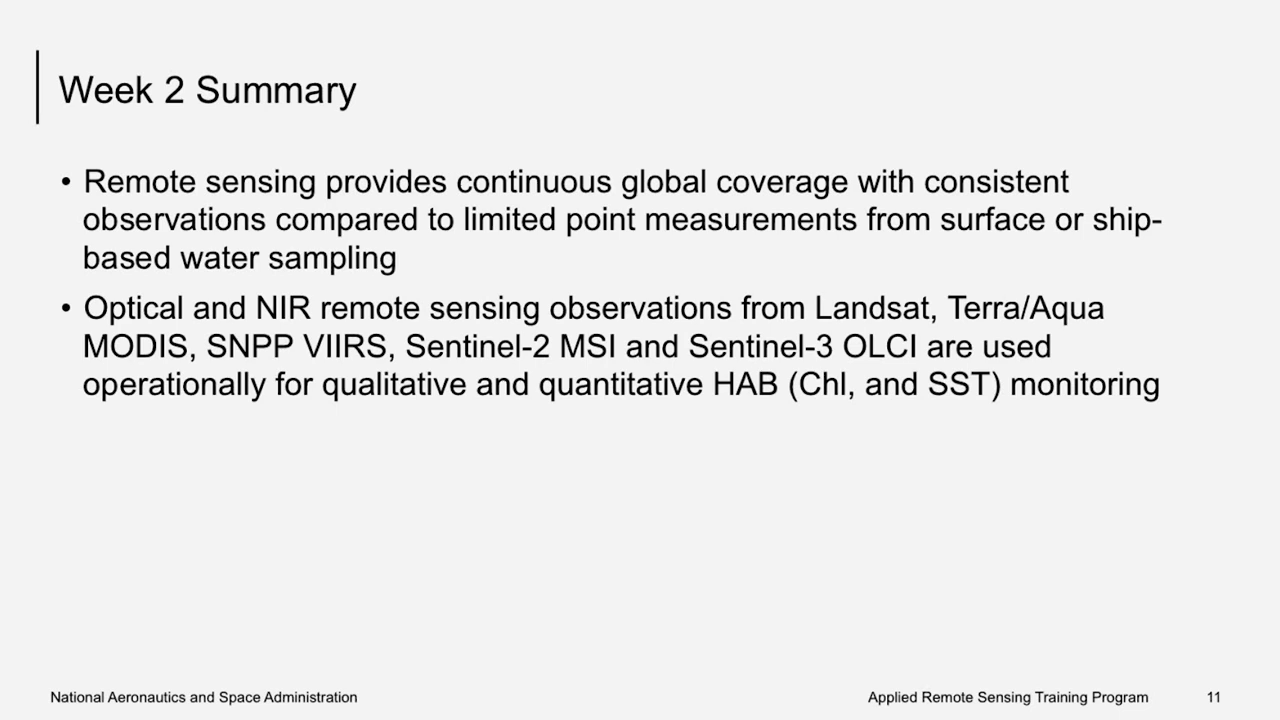 Week 2 Summary
• Remote sensing provides continuous global coverage with consistent
observations compared to limited point measurements from surface or ship-
based water sampling
• Optical and NIR remote sensing observations from Landsat, Terra/Aqua
MODIS, SNPP VIIRS, Sentinel-2 MSI and Sentinel-3 OLCI are used
operationally for qualitative and quantitative HAB (Chl, and SST) monitoring
National Aeronautics and Space Administration
Applied Remote Sensing Training Program
11